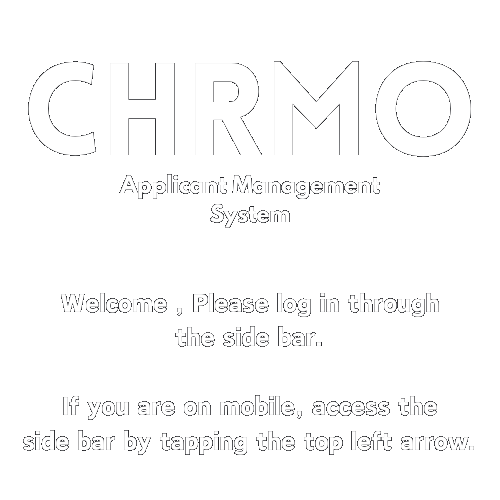 CHRMO
Applicant Management
System
Welcome , Please log in through
the side bar.
If you are on mobile, access the
side bar by tapping the top left arrow.